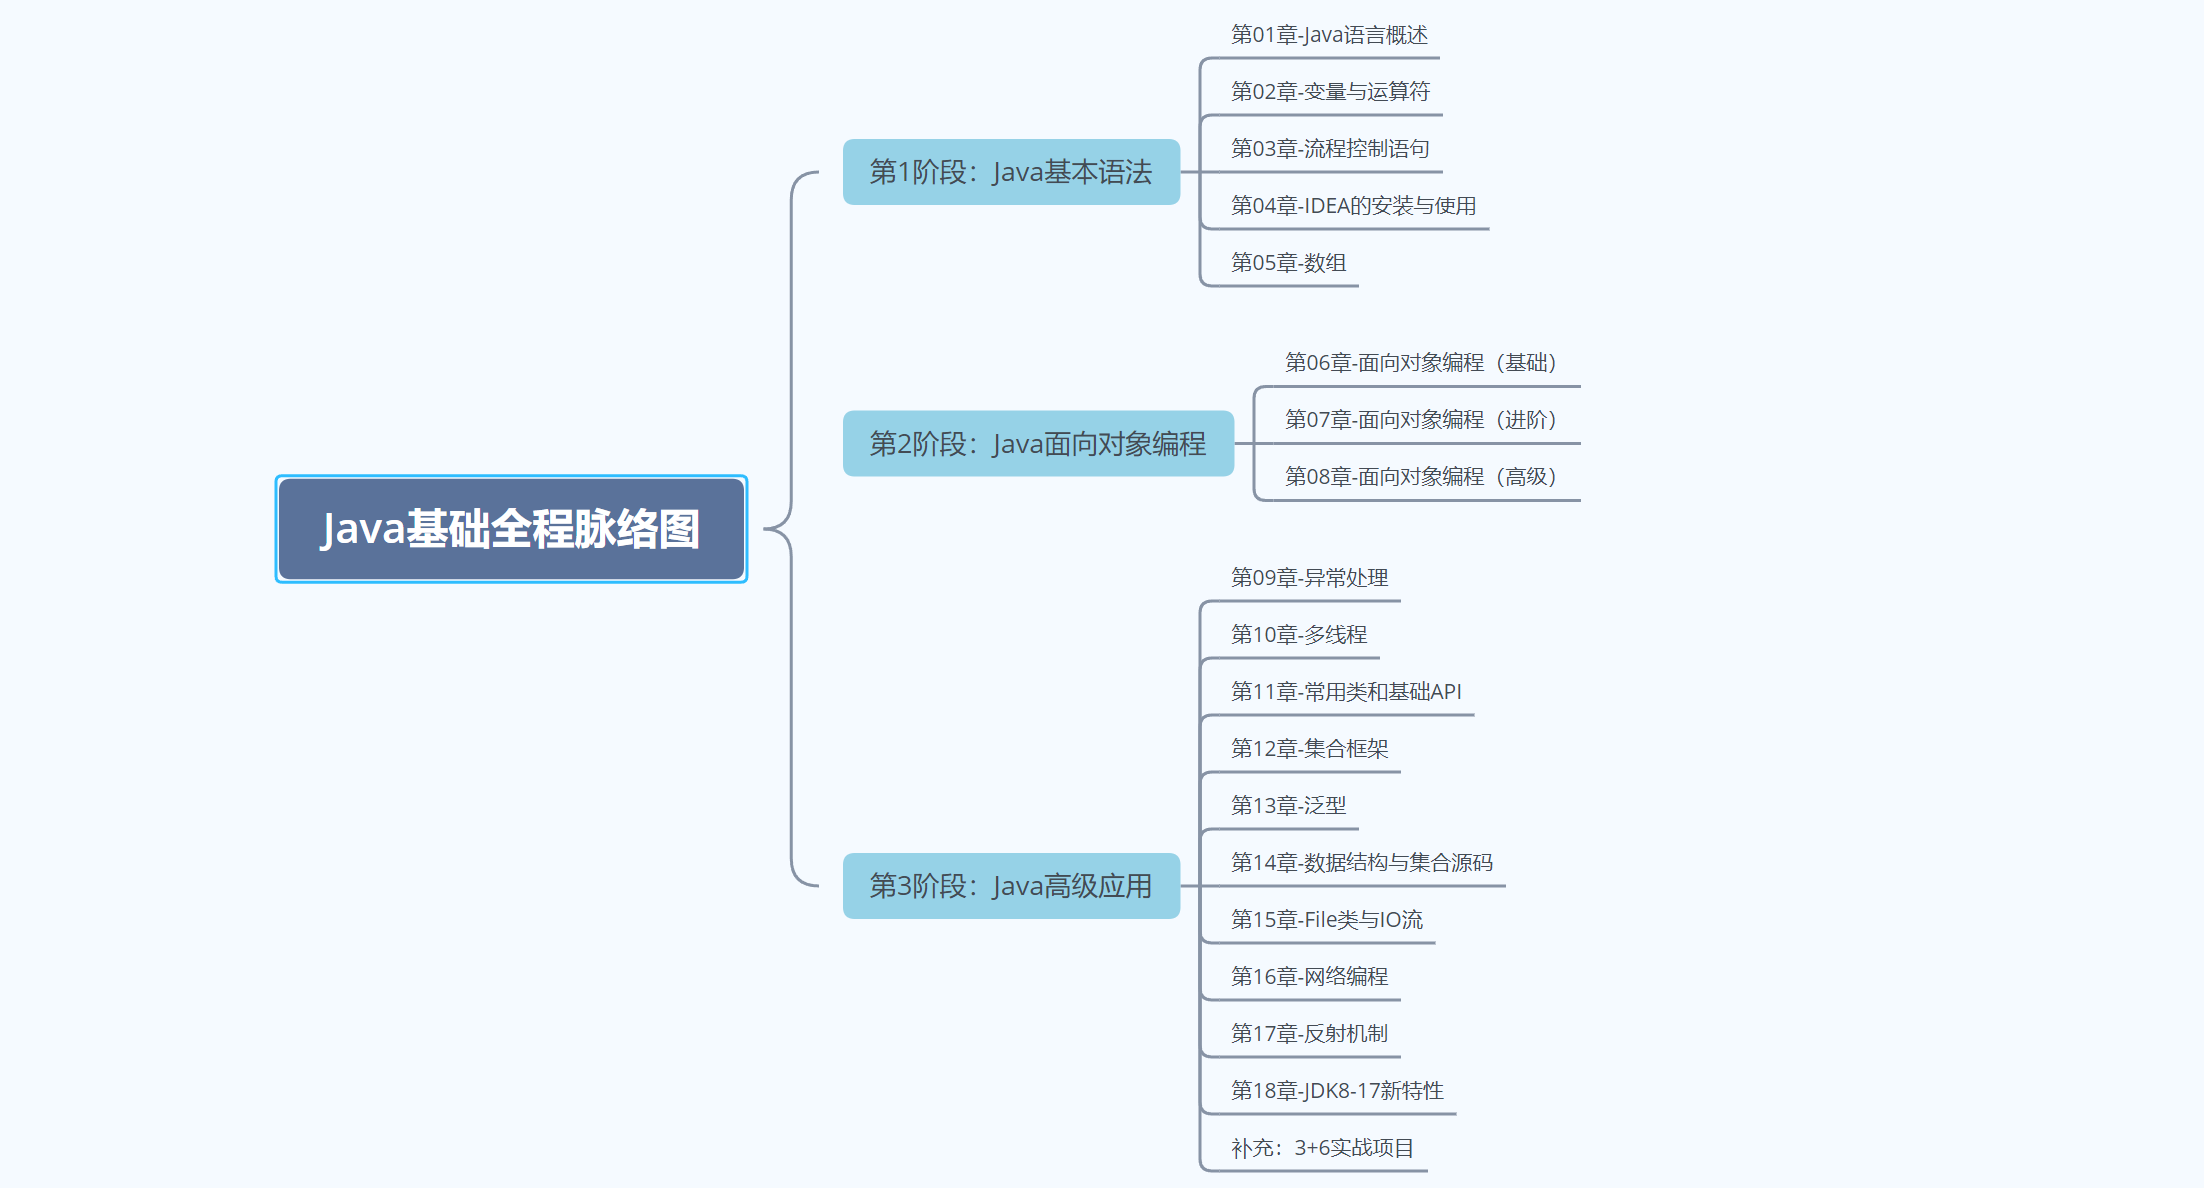 Java基础全程脉络图
第1阶段：Java基本语法
第01章-Java语言概述
第02章-变量与运算符
第03章-流程控制语句
第04章-IDEA的安装与使用
第05章-数组
第2阶段：Java面向对象编程
第06章-面向对象编程（基础）
第07章-面向对象编程（进阶）
第08章-面向对象编程（高级）
第3阶段：Java高级应用
第09章-异常处理
第10章-多线程
第11章-常用类和基础API
第12章-集合框架
第13章-泛型
第14章-数据结构与集合源码
第15章-File类与IO流
第16章-网络编程
第17章-反射机制
第18章-JDK8-17新特性
补充：3+6实战项目